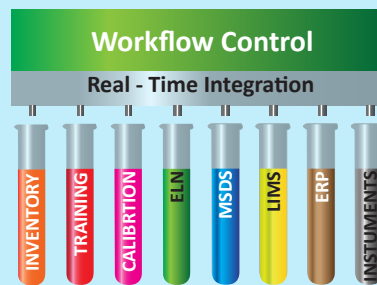 Workflow Control
Real - Time Integration
INVENTORY
TRAINING
CALIBRTION
ELN
MSDS
LIMS
ERP
INSTUMENTS